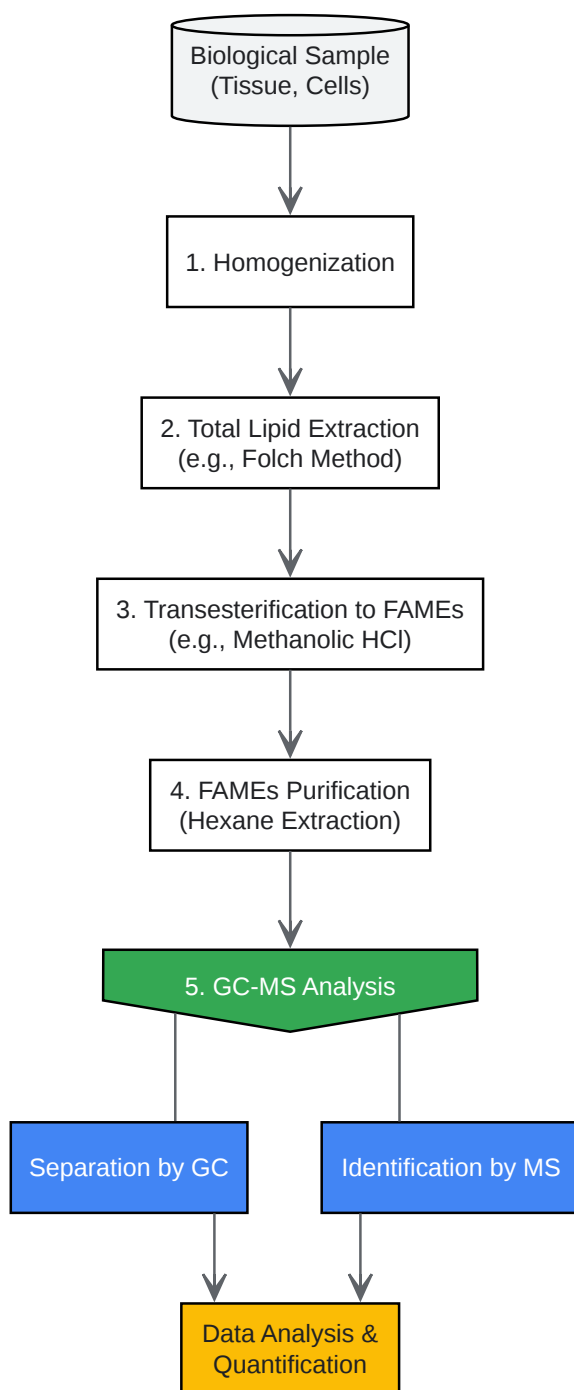 Biological Sample
(Tissue, Cells)
1. Homogenization
2. Total Lipid Extraction
(e.g., Folch Method)
3. Transesterification to FAMEs
(e.g., Methanolic HCl)
4. FAMEs Purification
(Hexane Extraction)
5. GC-MS Analysis
Separation by GC
Identification by MS
Data Analysis &
Quantification